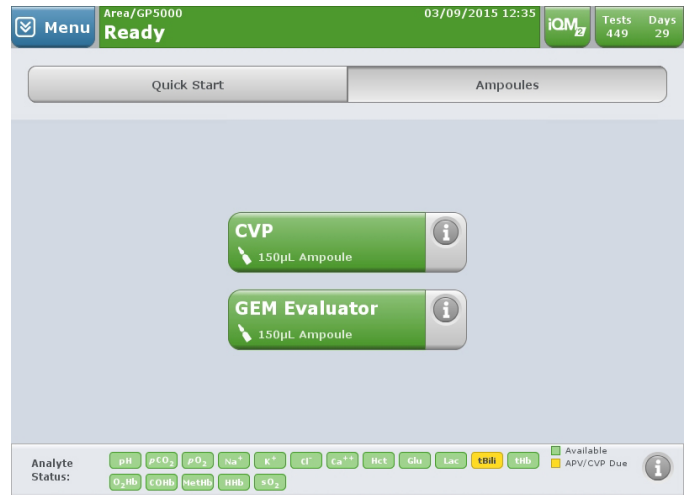 Menu
Area/GP5000
Ready
03/09/2015 12:35
iQM2
Tests Days
449 29
Quick Start
Ampoules
CVP
150µL Ampoule
GEM Evaluator
150µL Ampoule
Analyte
Status:
pH pCO₂ pO₂ Na⁺ K⁺ Cl⁻ Ca⁺⁺ Hct Glu Lac tBili tHb
O₂Hb COHb MetHb HHb sO₂
Available
APV/CVP Due